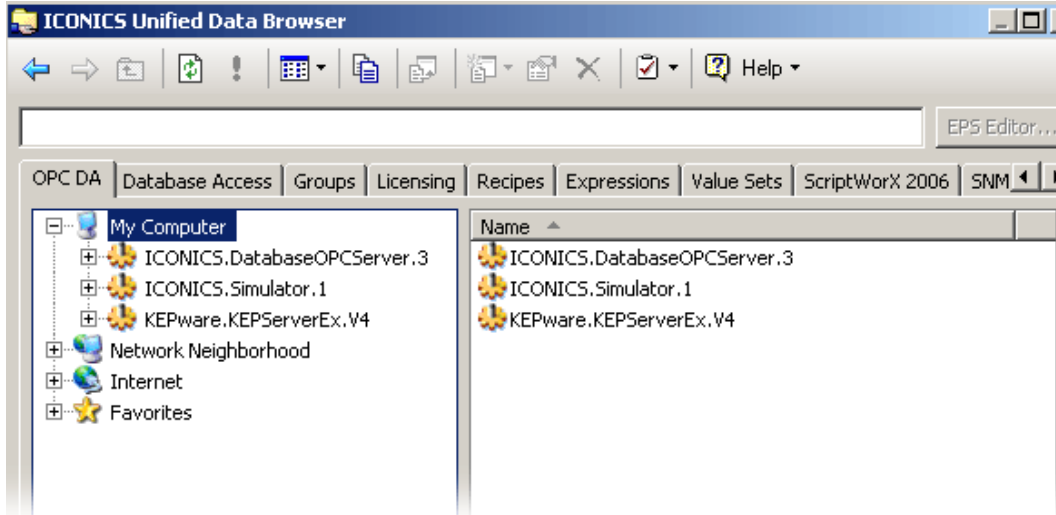 ICONICS Unified Data Browser
Help
EPS Editor...
OPC DA Database Access Groups Licensing Recipes Expressions Value Sets ScriptWorX 2006 SNM
My Computer
Name
ICONICS.DatabaseOPCServer.3
ICONICS.DatabaseOPCServer.3
ICONICS.Simulator.1
ICONICS.Simulator.1
KEPware.KEPServerEx.V4
KEPware.KEPServerEx.V4
Network Neighborhood
Internet
Favorites